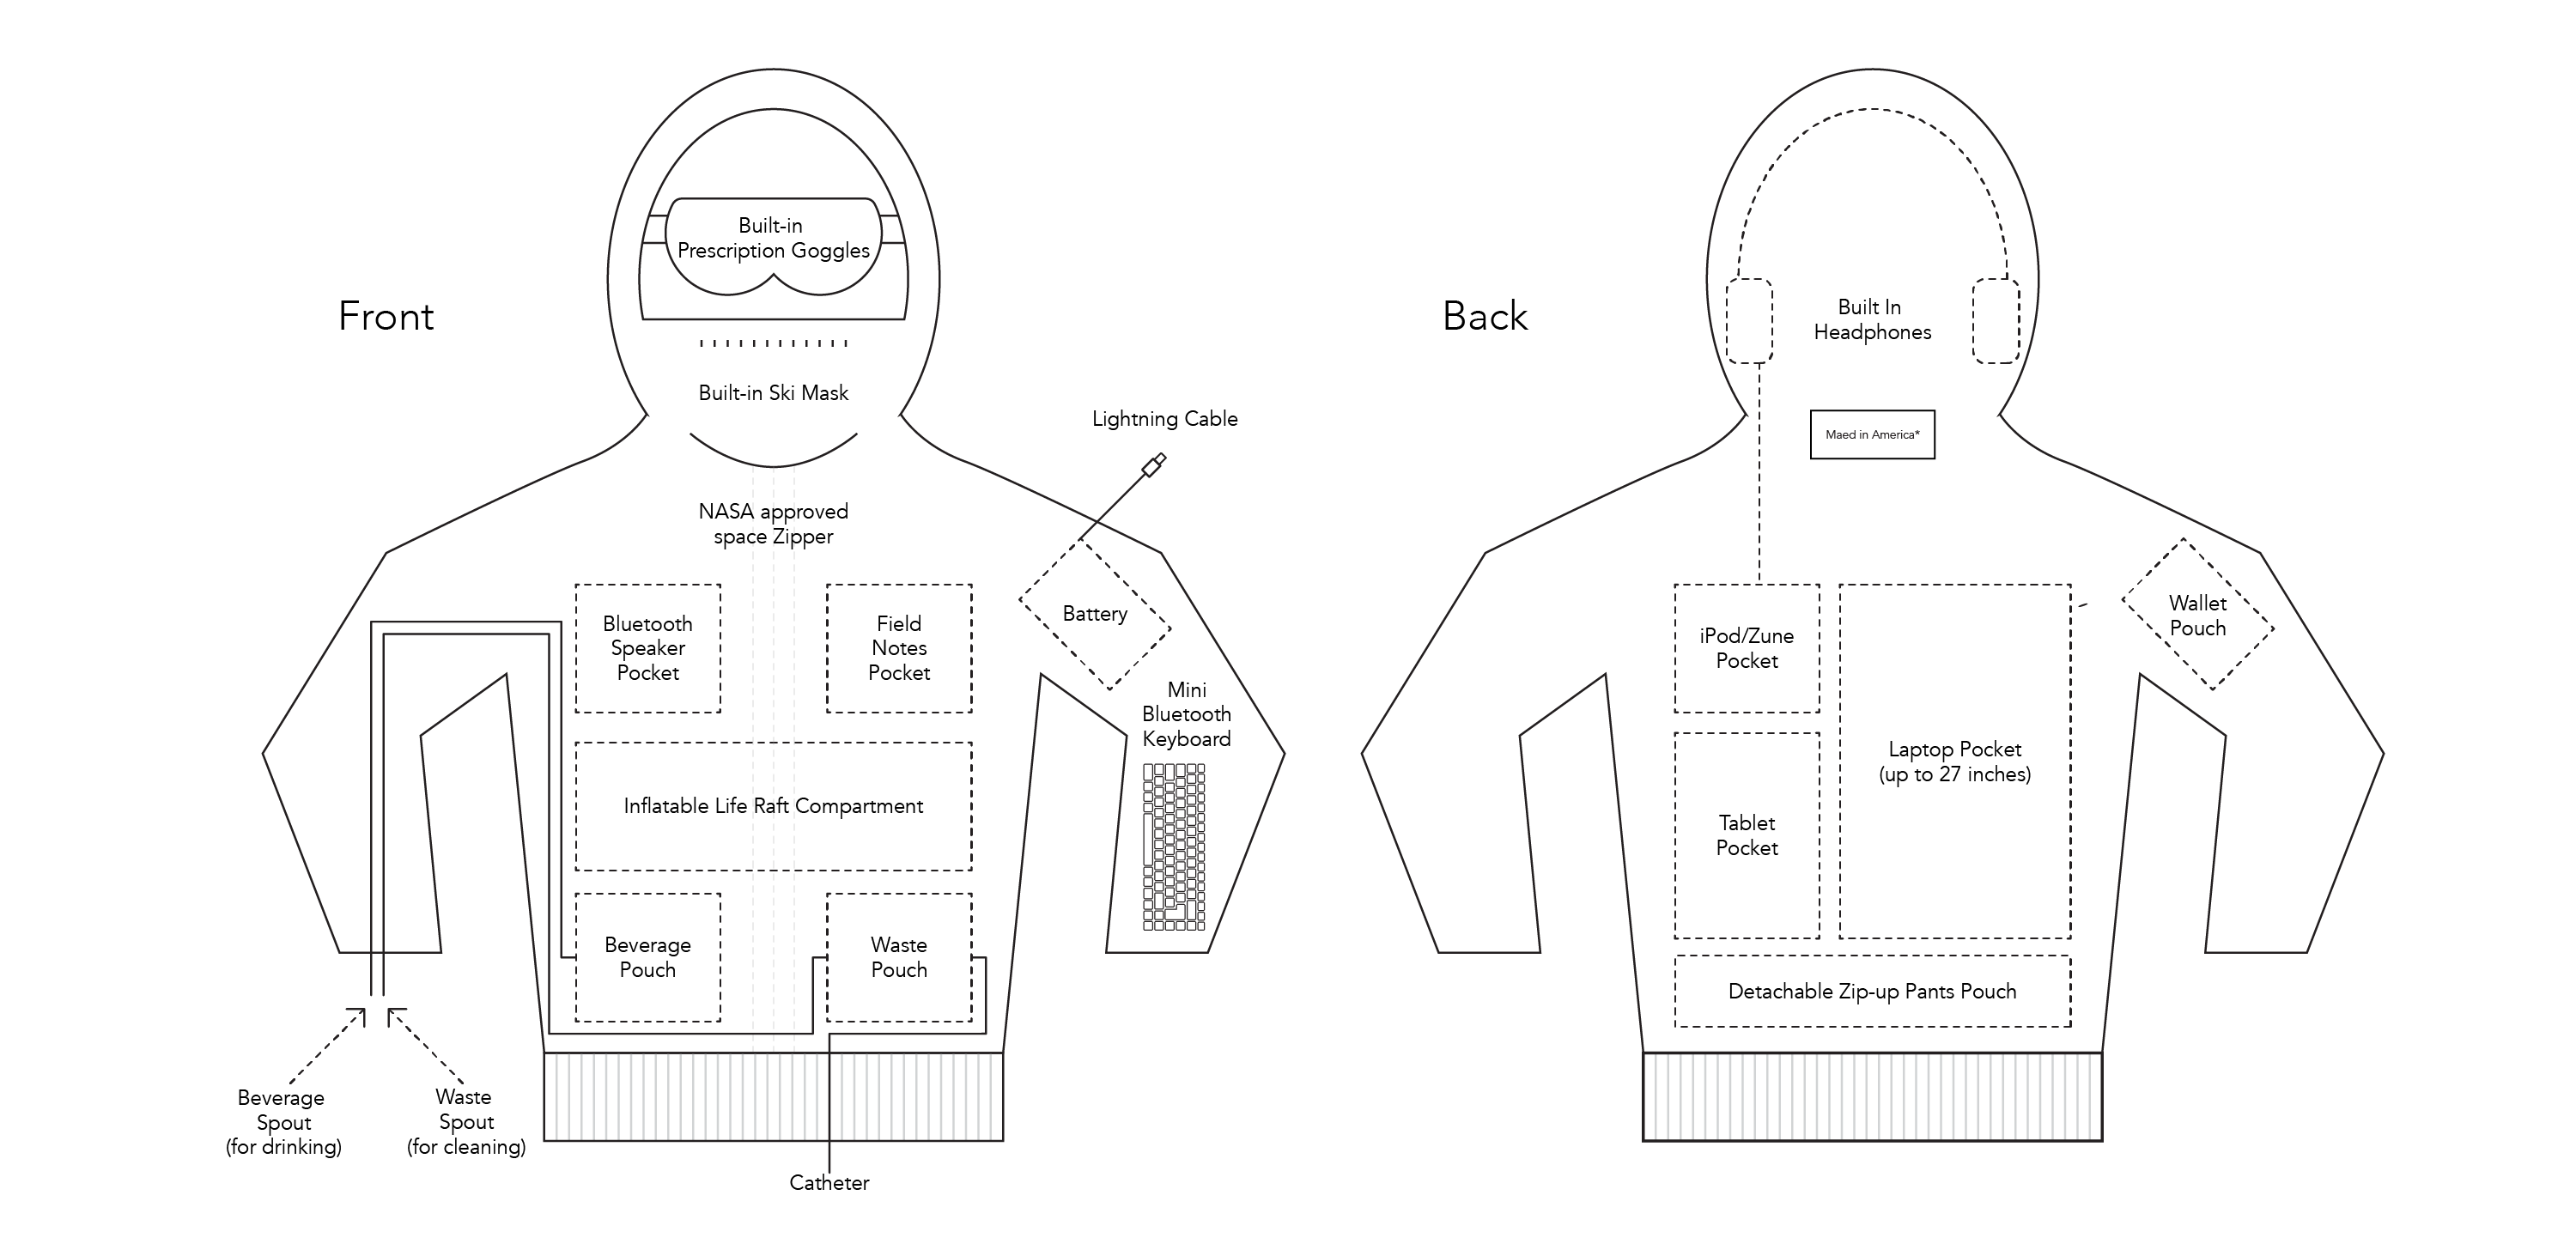 Front
Built-in
Prescription Goggles
Built-in Ski Mask
Lightning Cable
NASA approved
space Zipper
Bluetooth
Speaker
Pocket
Field
Notes
Pocket
Battery
Mini
Bluetooth
Keyboard
Inflatable Life Raft Compartment
Beverage
Pouch
Waste
Pouch
Beverage
Spout
(for drinking)
Waste
Spout
(for cleaning)
Catheter
Back
Built In
Headphones
Maed in America*
iPod/Zune
Pocket
Wallet
Pouch
Laptop Pocket
(up to 27 inches)
Tablet
Pocket
Detachable Zip-up Pants Pouch